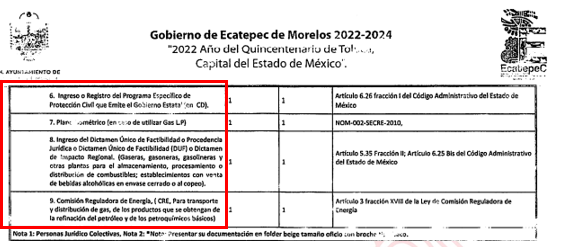 Gobierno de Ecatepec de Morelos 2022-2024
"2022 Año del Quincentenario de
Capital del Estado de México".
AYUNTAMIENTO DE
EcatepeC
6. Ingreso o Registro del Programa Específico de
Protección Civil que Emite el Gobierno Estatal (en CD).
1
1
Artículo 6.26 fracción I del Código Administrativo del Estado de
México
7. Plano Isométrico (en caso de utilizar Gas L.P)
1
1
NOM-002-SECRE-2010,
8. Ingreso del Dictamen Único de Factibilidad o Procedencia
Jurídica o Dictamen Único de Factibilidad (DUF) o Dictamen
de Impacto Regional, (Gaseras, gasoneras, gasolineras y
otras plantas para el almacenamiento, procesamiento o
distribución de combustibles; establecimientos con venta
de bebidas alcohólicas en envase cerrado o al copeo).
1
1
Artículo 5.35 Fracción II; Artículo 6.25 Bis del Código Administrativo
del Estado de México
9. Comisión Reguladora de Energía, ( CRE, Para transporte
y distribución de gas, de los productos que se obtengan de
la refinación del petróleo y de los petroquímicos básicos)
1
1
Artículo 3 fracción XVIII de la Ley de Comisión Reguladora de
Energía
Nota 1: Personas Jurídico Colectivas, Nota 2: *Nota: Presentar su documentación en folder beige tamaño oficio con broche